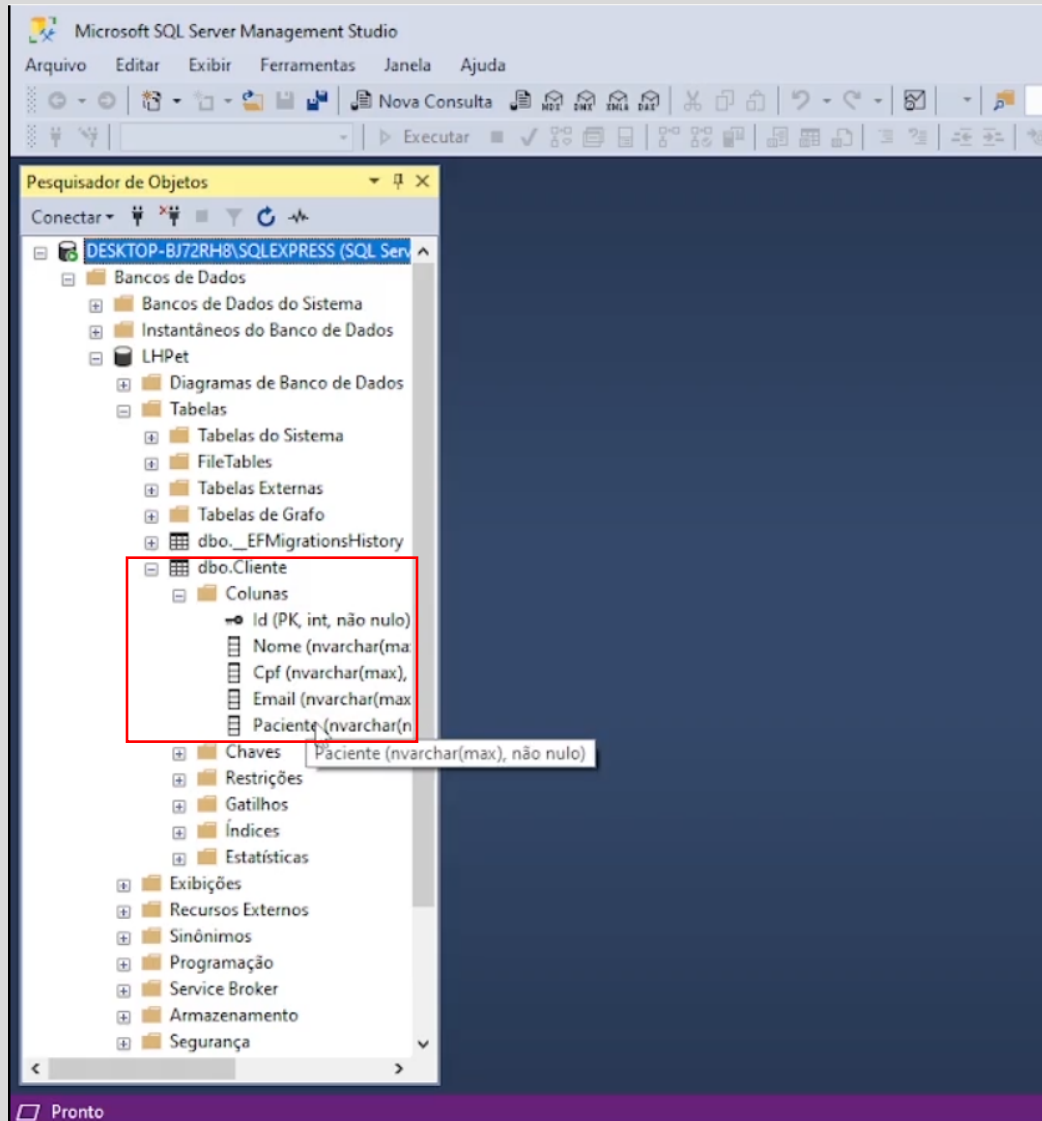 Microsoft SQL Server Management Studio
Arquivo Editar Exibir Ferramentas Janela Ajuda
Nova Consulta MDX DMX XMLA DAX
Executar
Pesquisador de Objetos
Conectar
DESKTOP-BJ72RH8\SQLEXPRESS (SQL Serv
Bancos de Dados
Bancos de Dados do Sistema
Instantâneos do Banco de Dados
LHPet
Diagramas de Banco de Dados
Tabelas
Tabelas do Sistema
FileTables
Tabelas Externas
Tabelas de Grafo
dbo.__EFMigrationsHistory
dbo.Cliente
Colunas
Id (PK, int, não nulo)
Nome (nvarchar(ma
Cpf (nvarchar(max),
Email (nvarchar(max
Paciente (nvarchar(n
Chaves
Paciente (nvarchar(max), não nulo)
Restrições
Gatilhos
Índices
Estatísticas
Exibições
Recursos Externos
Sinônimos
Programação
Service Broker
Armazenamento
Segurança
Pronto